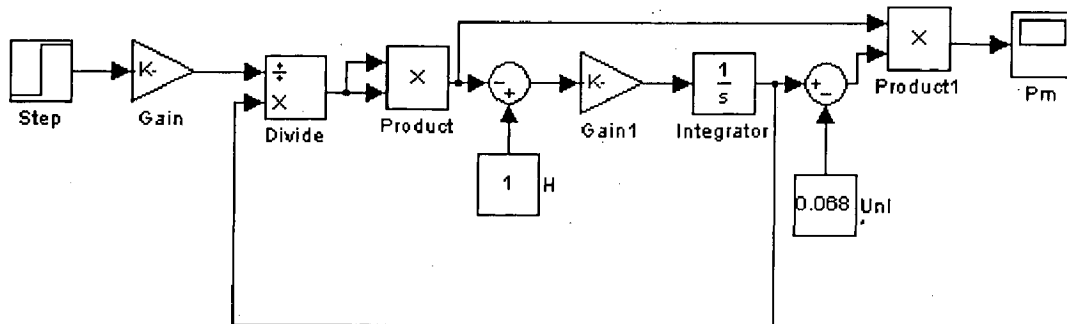 Step
K-
Gain
÷
×
Divide
×
Product
-
+
1
H
K-
Gain1
1
s
Integrator
+
-
0.068
Unl
×
Product1
Pm